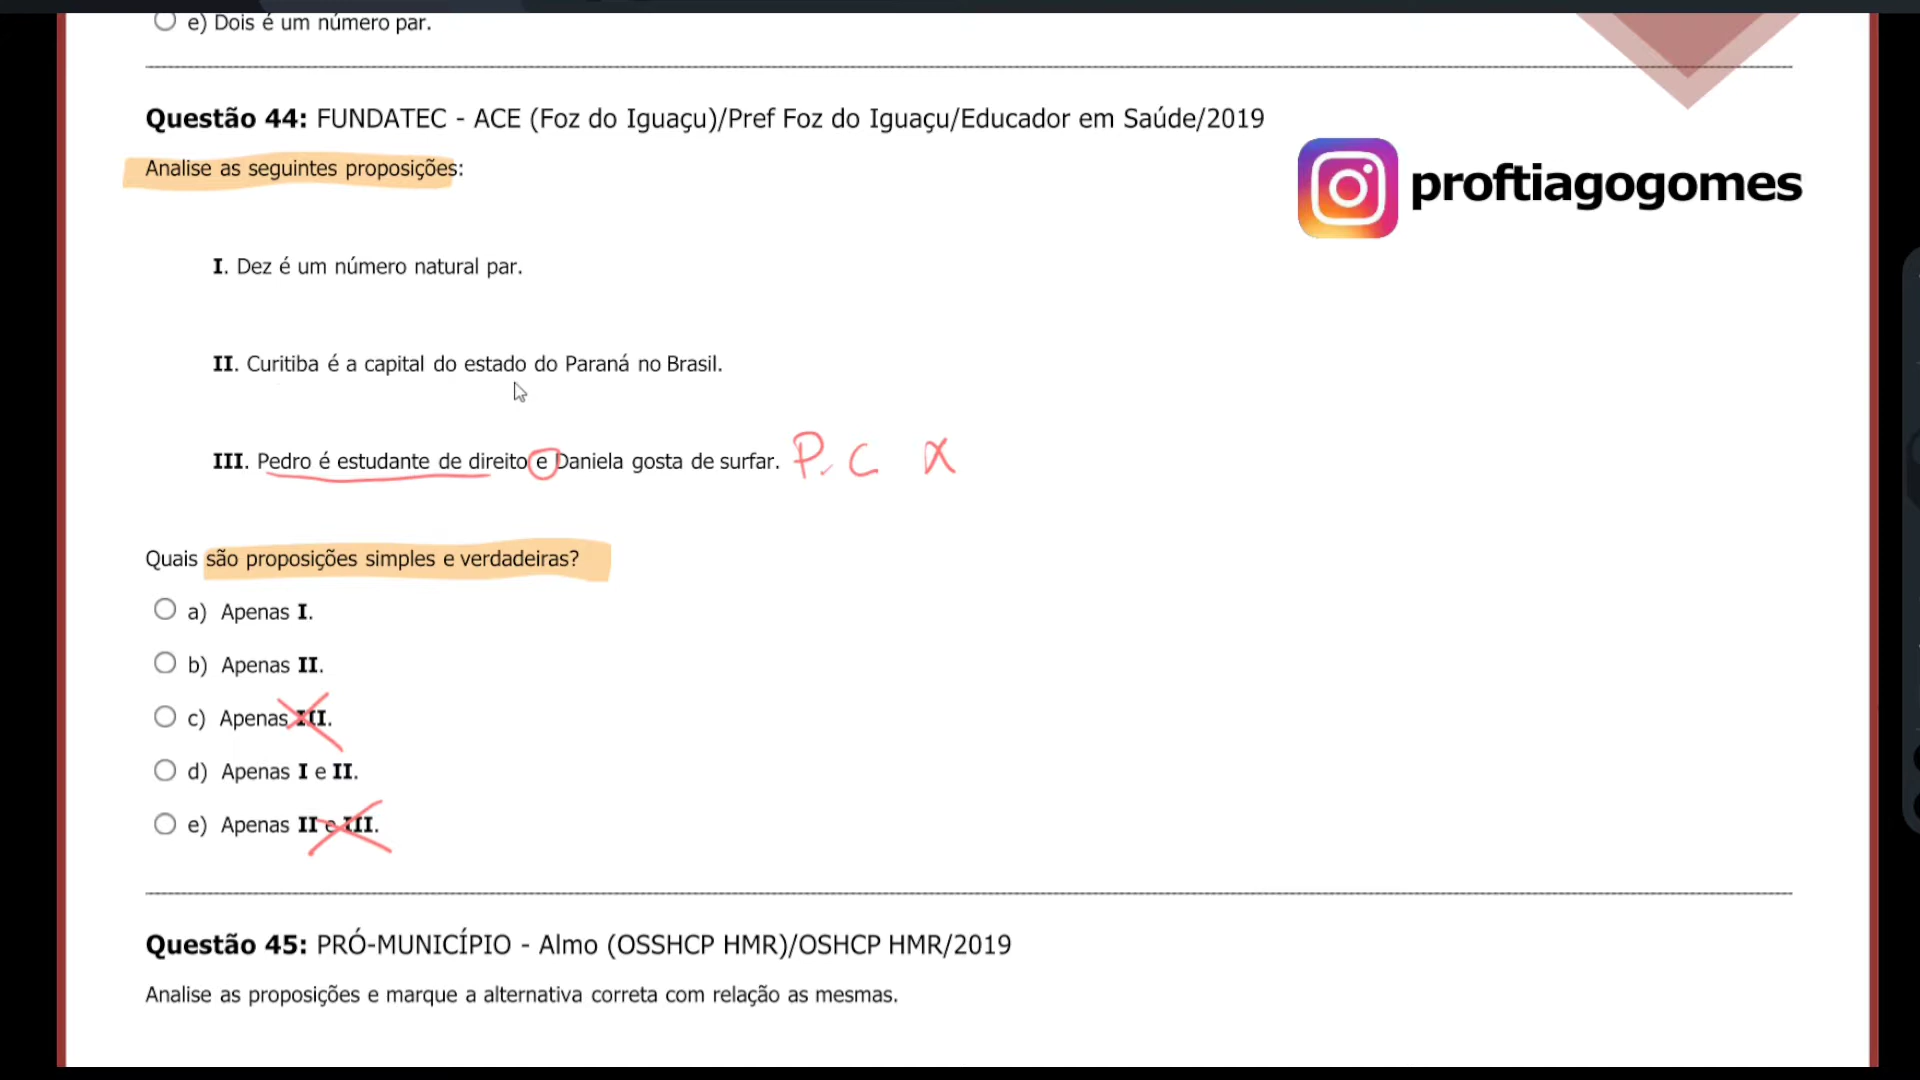 e) Dois é um número par.
Questão 44: FUNDATEC - ACE (Foz do Iguaçu)/Pref Foz do Iguaçu/Educador em Saúde/2019
Analise as seguintes proposições:
proftiagogomes
I. Dez é um número natural par.
II. Curitiba é a capital do estado do Paraná no Brasil.
III. Pedro é estudante de direito e Daniela gosta de surfar. P. C X
Quais são proposições simples e verdadeiras?
a) Apenas I.
b) Apenas II.
c) Apenas III.
d) Apenas I e II.
e) Apenas II e III.
Questão 45: PRÓ-MUNICÍPIO - Almo (OSSHCP HMR)/OSHCP HMR/2019
Analise as proposições e marque a alternativa correta com relação as mesmas.